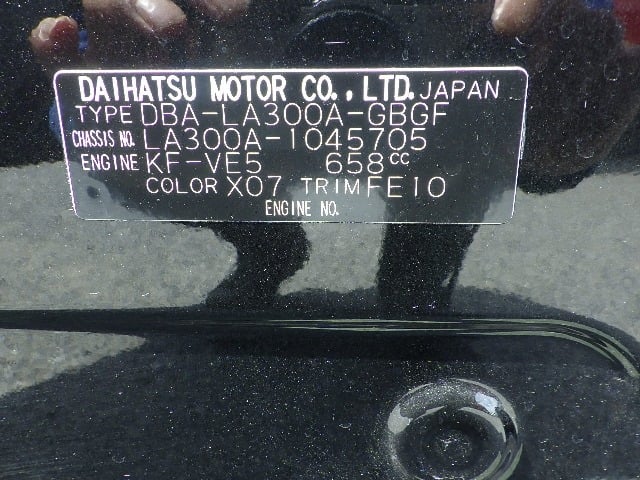 DAIHATSU MOTOR CO., LTD. JAPAN
TYPE DBA-LA300A-GBGF
CHASSIS NO. LA300A-1045705
ENGINE KF-VE5 658CC
COLOR X07 TRIM FE10
ENGINE NO.